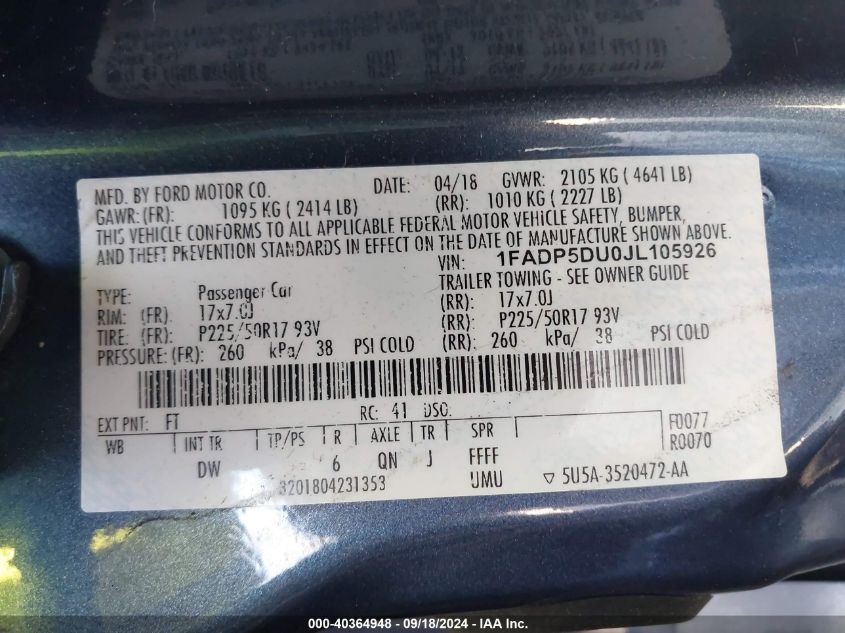 MFD. BY FORD MOTOR CO.
DATE: 04/18 GVWR: 2105 KG ( 4641 LB)
GAWR:(FR): 1095 KG ( 2414 LB) (RR): 1010 KG ( 2227 LB)
THIS VEHICLE CONFORMS TO ALL APPLICABLE FEDERAL MOTOR VEHICLE SAFETY, BUMPER,
AND THEFT PREVENTION STANDARDS IN EFFECT ON THE DATE OF MANUFACTURE SHOWN ABOVE
VIN: 1FADP5DU0JL105926
TRAILER TOWING - SEE OWNER GUIDE
TYPE: Passenger Car
RIM: (FR): 17x7.0J (RR): 17x7.0J
TIRE: (FR): P225/50R17 93V (RR): P225/50R17 93V
PRESSURE: (FR): 260 kPa/ 38 PSI COLD (RR): 260 kPa/ 38 PSI COLD
EXT PNT: FT RC: 41 DSO: F0077
WB INT TR TP/PS R AXLE TR SPR R0070
DW 6 QN J FFFF
3201804231353 UMU ▽ 5U5A-3520472-AA
000-40364948 - 09/18/2024 - IAAI.com